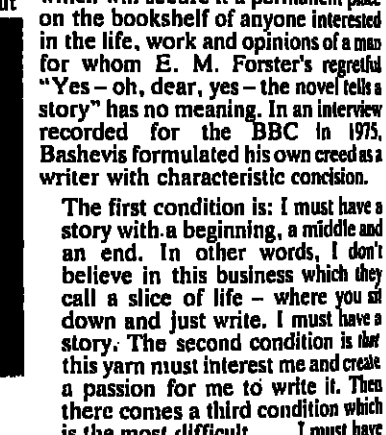 which will secure it a permanent place
on the bookshelf of anyone interested
in the life, work and opinions of a man
for whom E. M. Forster's regretful
"Yes – oh, dear, yes – the novel tells a
story" has no meaning. In an interview
recorded for the BBC in 1975,
Bashevis formulated his own creed as a
writer with characteristic concision.
The first condition is: I must have a
story with a beginning, a middle and
an end. In other words, I don't
believe in this business which they
call a slice of life – where you sit
down and just write. I must have a
story. The second condition is that
this yarn must interest me and create
a passion for me to write it. Then
there comes a third condition which
is the most difficult . . . I must have